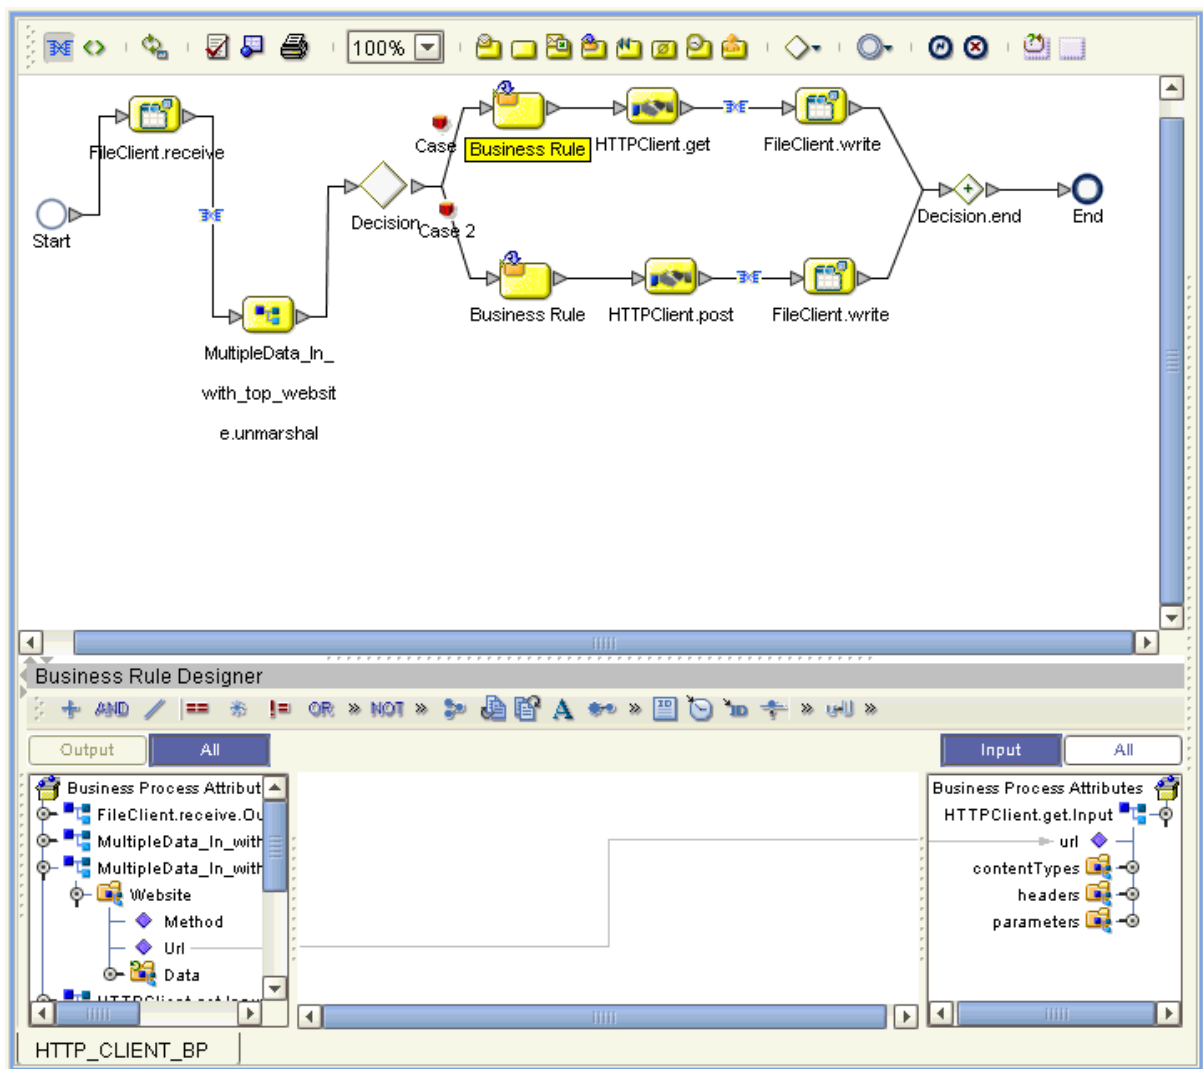 100%
FileClient.receive
Case
Business Rule
HTTPClient.get
FileClient.write
Start
Decision
Case 2
Decision.end
End
Business Rule
HTTPClient.post
FileClient.write
MultipleData_In_
with_top_websit
e.unmarshal
Business Rule Designer
AND
==
!=
OR
»
NOT
»
A
»
ID
ID
»
»
Output
All
Input
All
Business Process Attribut
FileClient.receive.Ou
MultipleData_In_with
MultipleData_In_with
Website
Method
Url
Data
Business Process Attributes
HTTPClient.get.Input
url
contentTypes
headers
parameters
HTTP_CLIENT_BP